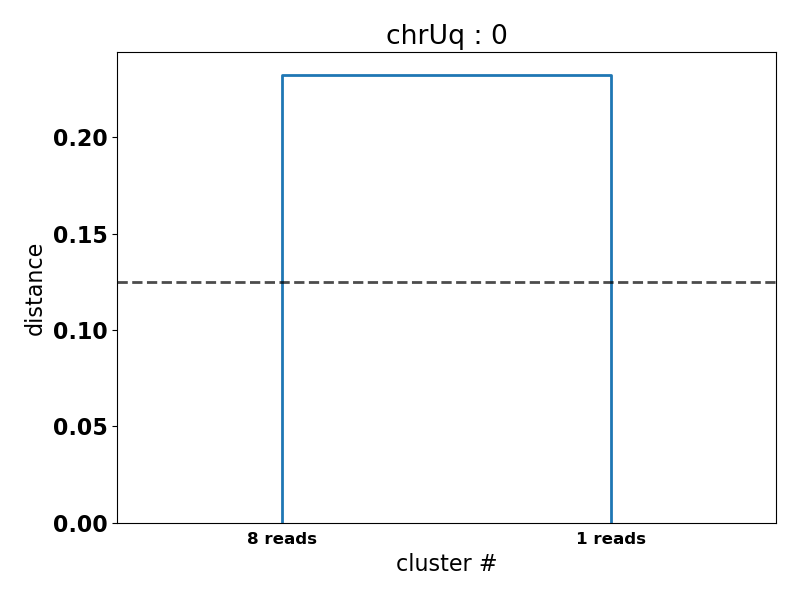 chrUq : 0
distance
0.20
0.15
0.10
0.05
0.00
8 reads
1 reads
cluster #